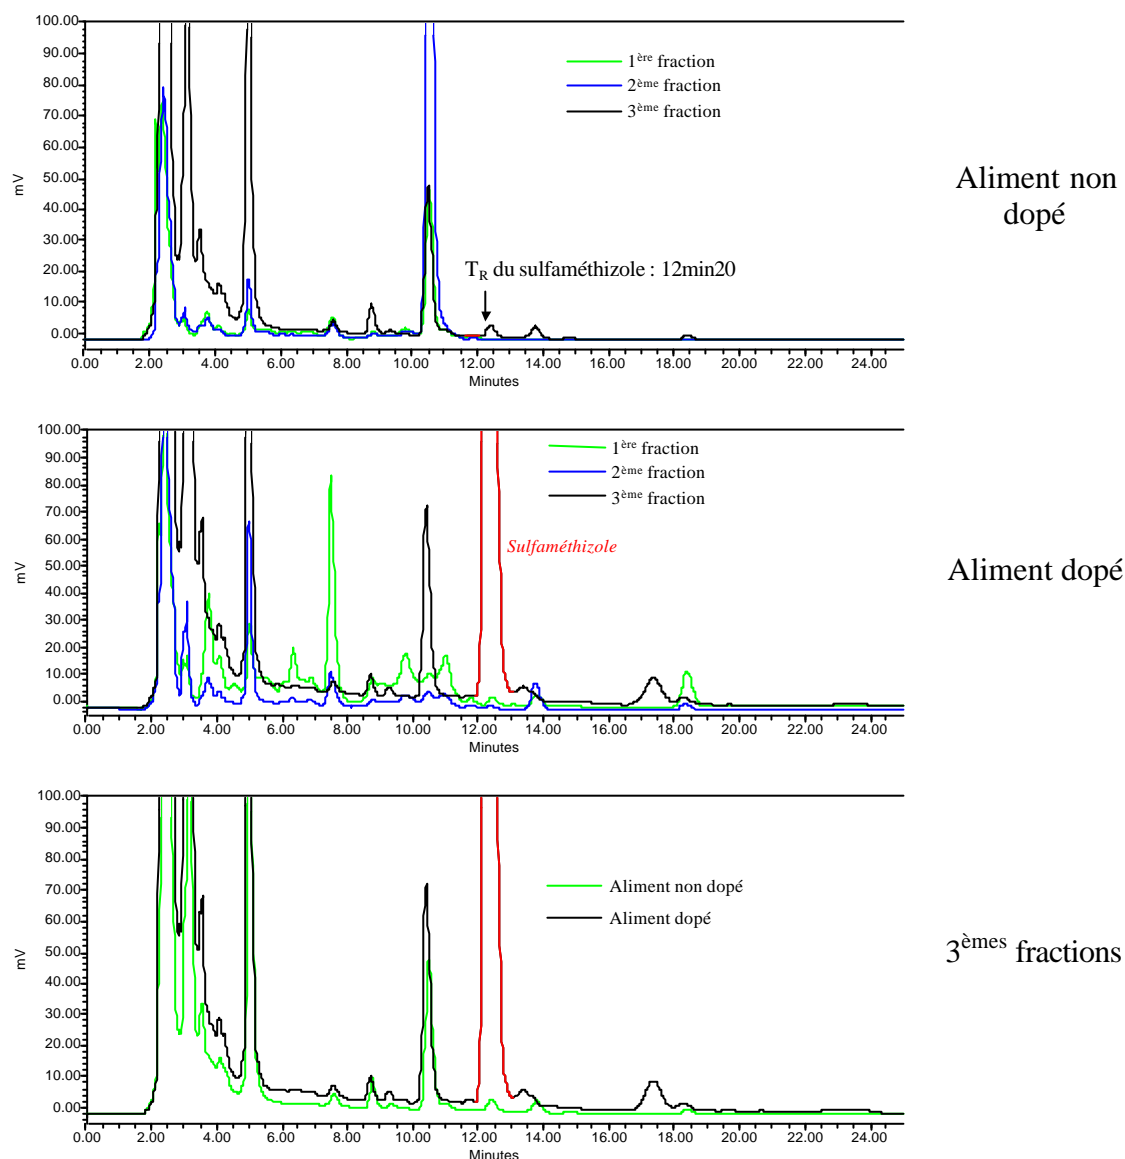 100.00
90.00
80.00
70.00
60.00
50.00
40.00
30.00
20.00
10.00
0.00
mV
1ère fraction
2ème fraction
3ème fraction
TR du sulfaméthizole : 12min20
0.00 2.00 4.00 6.00 8.00 10.00 12.00 14.00 16.00 18.00 20.00 22.00 24.00
Minutes
Aliment non
dopé
100.00
90.00
80.00
70.00
60.00
50.00
40.00
30.00
20.00
10.00
0.00
mV
1ère fraction
2ème fraction
3ème fraction
Sulfaméthizole
0.00 2.00 4.00 6.00 8.00 10.00 12.00 14.00 16.00 18.00 20.00 22.00 24.00
Minutes
Aliment dopé
100.00
90.00
80.00
70.00
60.00
50.00
40.00
30.00
20.00
10.00
0.00
mV
Aliment non dopé
Aliment dopé
0.00 2.00 4.00 6.00 8.00 10.00 12.00 14.00 16.00 18.00 20.00 22.00 24.00
Minutes
3èmes fractions